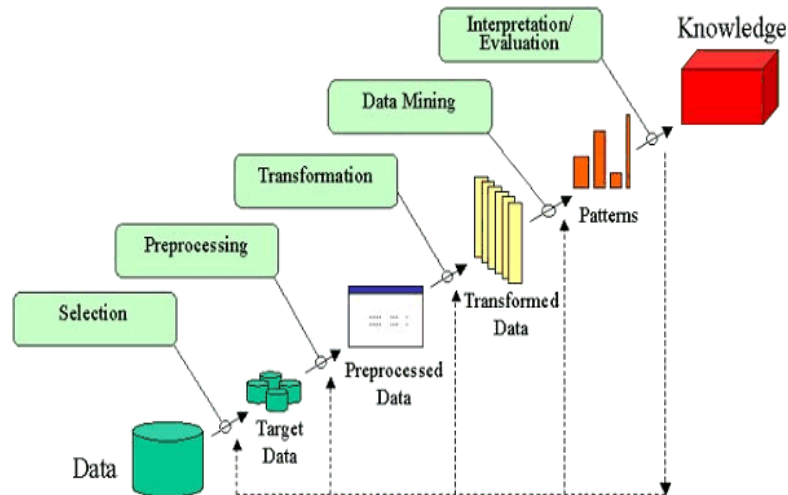 Interpretation/
Evaluation
Knowledge
Data Mining
Transformation
Patterns
Preprocessing
Transformed
Data
Selection
Preprocessed
Data
Target
Data
Data